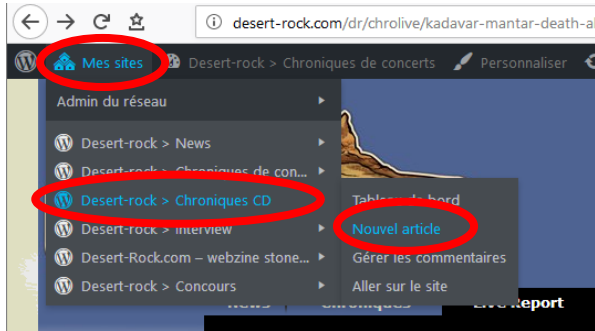 desert-rock.com/dr/chrolive/kadavar-mantar-death-al
Mes sites Desert-rock > Chroniques de concerts Personnaliser
Admin du réseau
Desert-rock > News
Desert-rock > Chroniques de con...
Desert-rock > Chroniques CD Tableau de bord
Desert-rock > Interview Nouvel article
Desert-Rock.com – webzine stone... Gérer les commentaires
Desert-rock > Concours Aller sur le site
News Chroniques Live Report